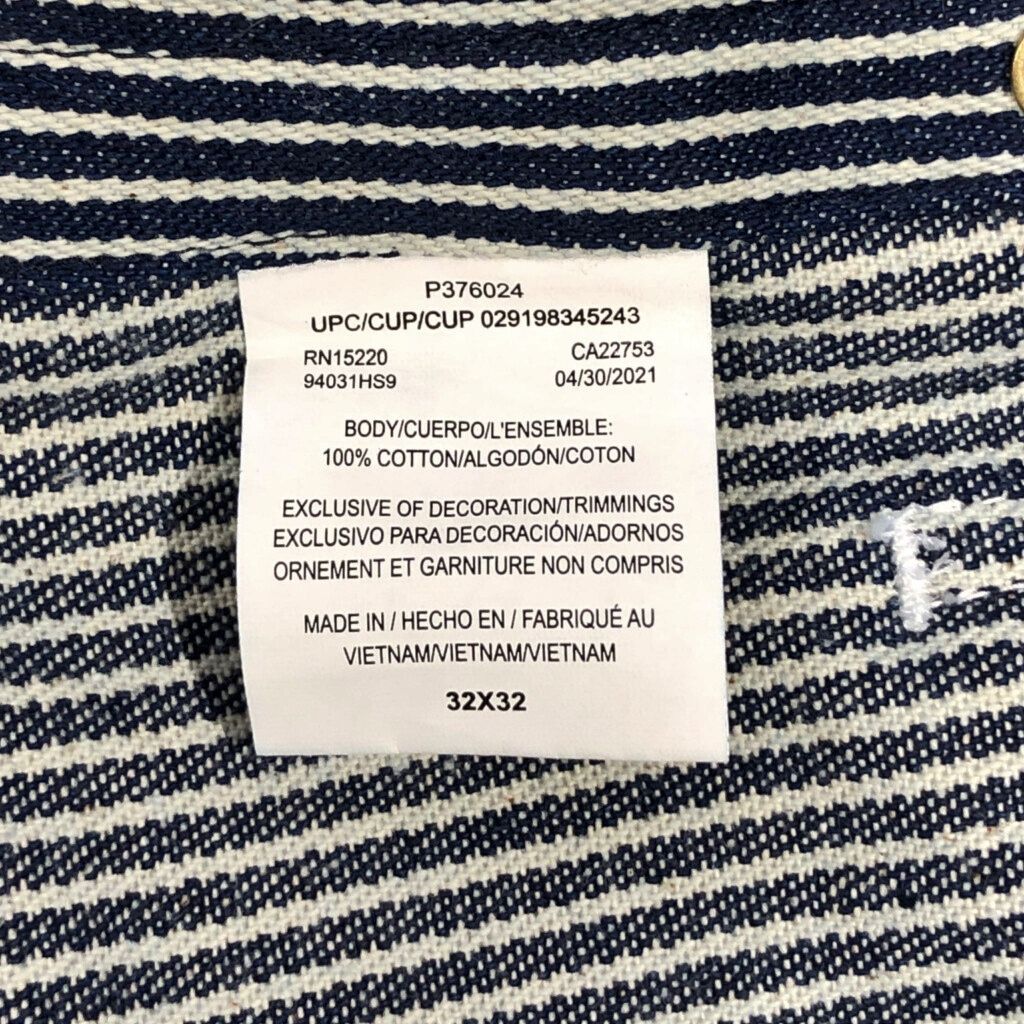 P376024
UPC/CUP/CUP 029198345243
RN15220 CA22753
94031HS9 04/30/2021
BODY/CUERPO/L'ENSEMBLE:
100% COTTON/ALGODÓN/COTON
EXCLUSIVE OF DECORATION/TRIMMINGS
EXCLUSIVO PARA DECORACIÓN/ADORNOS
ORNEMENT ET GARNITURE NON COMPRIS
MADE IN / HECHO EN / FABRIQUÉ AU
VIETNAM/VIETNAM/VIETNAM
32X32